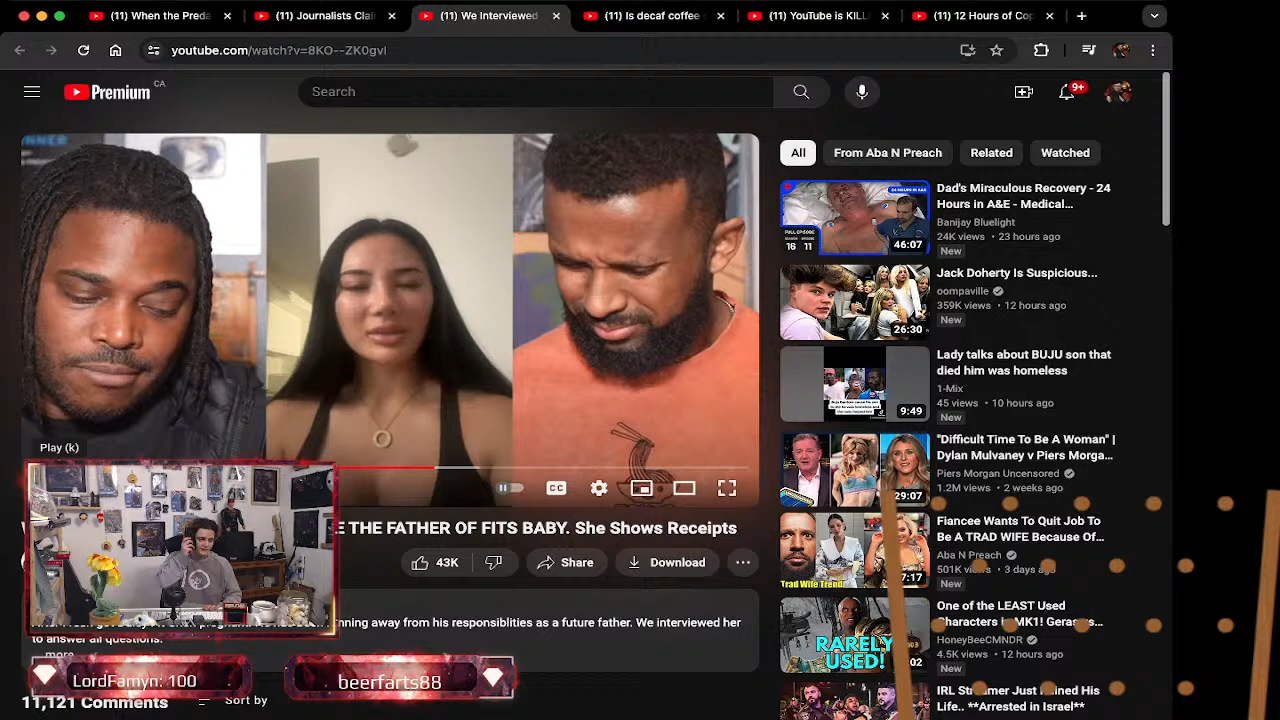 (11) When the Preda
(11) Journalists Clai
(11) We Interviewed
(11) Is decaf coffee
(11) YouTube is KILL
(11) 12 Hours of Cop
youtube.com/watch?v=8KO--ZK0gvI
Premium CA
Search
9+
All
From Aba N Preach
Related
Watched
Dad's Miraculous Recovery - 24
Hours in A&E - Medical...
Banijay Bluelight
24K views • 23 hours ago
New
FULL EPISODE
16 11
46:07
Jack Doherty Is Suspicious...
oompaville
359K views • 12 hours ago
New
26:30
Lady talks about BUJU son that
died him was homeless
1-Mix
45 views • 10 hours ago
New
9:49
"Difficult Time To Be A Woman" |
Dylan Mulvaney v Piers Morga...
Piers Morgan Uncensored
1.2M views • 2 weeks ago
29:07
Fiancee Wants To Quit Job To
Be A TRAD WIFE Because Of...
Aba N Preach
501K views • 3 days ago
New
Trad Wife Trend
7:17
One of the LEAST Used
Characters in MK1! Geras...
HoneyBeeCMNDR
4.5K views • 12 hours ago
New
RARELY
USED!
02
IRL Streamer Just Ruined His
Life.. **Arrested in Israel**
Play (k)
CC
E THE FATHER OF FITS BABY. She Shows Receipts
43K
Share
Download
nning away from his responsiblities as a future father. We interviewed her
to answer all questions.
more
LordFamyn: 100
beerfarts88
11,121 Comments
Sort by